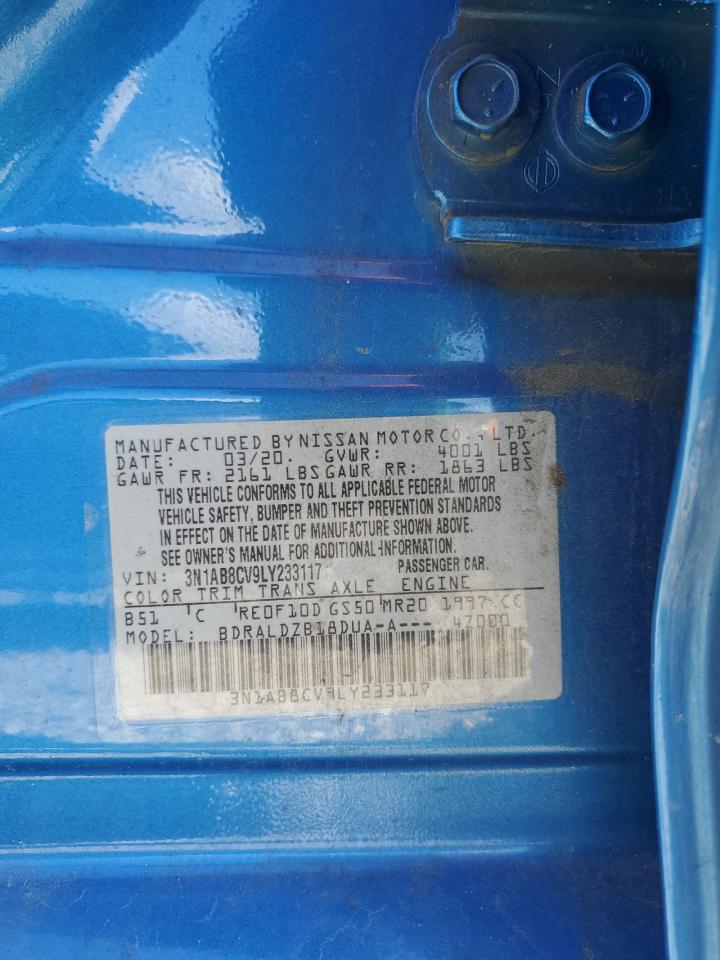 MANUFACTURED BY NISSAN MOTOR CO., LTD.
DATE: 03/20. GVWR: 4001 LBS
GAWR FR: 2161 LBS GAWR RR: 1863 LBS
THIS VEHICLE CONFORMS TO ALL APPLICABLE FEDERAL MOTOR
VEHICLE SAFETY, BUMPER AND THEFT PREVENTION STANDARDS
IN EFFECT ON THE DATE OF MANUFACTURE SHOWN ABOVE.
SEE OWNER'S MANUAL FOR ADDITIONAL-INFORMATION.
VIN: 3N1AB8CV9LY233117 PASSENGER CAR.
COLOR TRIM TRANS AXLE ENGINE
B51 C RE0F10D GS50 MR20 1997 CC
MODEL: BDRALDZB18DUA-A--- 4Z000
3N1AB8CV9LY233117